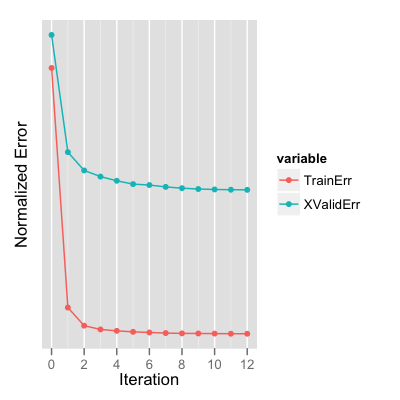 Normalized Error
variable
TrainErr
XValidErr
0 2 4 6 8 10 12
Iteration